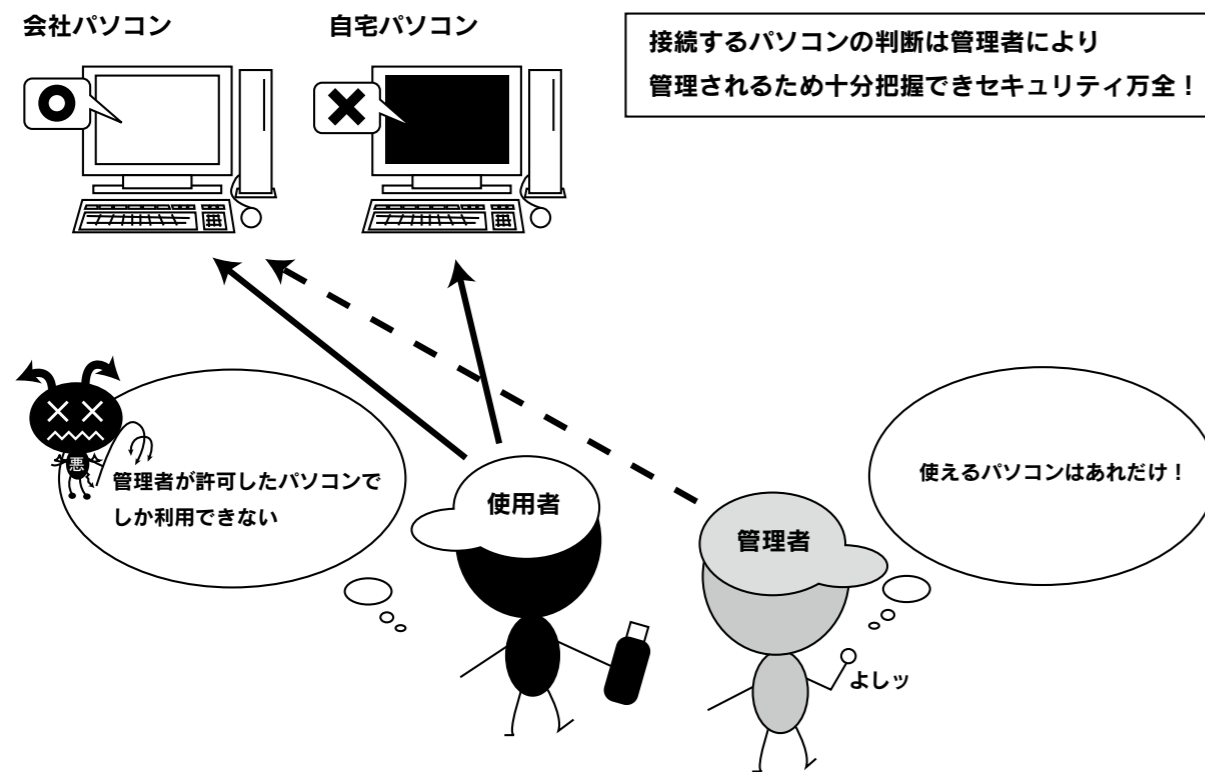 会社パソコン
自宅パソコン
接続するパソコンの判断は管理者により
管理されるため十分把握できセキュリティ万全！
悪
管理者が許可したパソコンで
しか利用できない
使用者
管理者
使えるパソコンはあれだけ！
よしッ